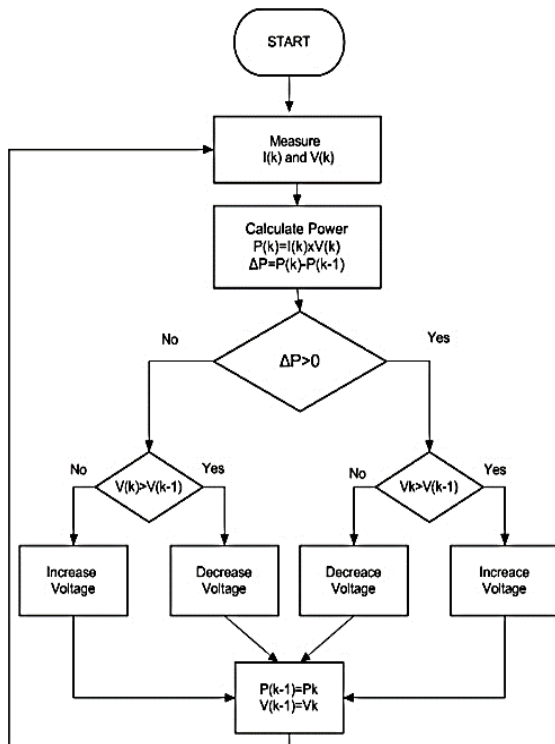 START
Measure
I(k) and V(k)
Calculate Power
P(k)=I(k)xV(k)
ΔP=P(k)-P(k-1)
No
Yes
ΔP>0
No
V(k)>V(k-1)
Yes
No
Vk>V(k-1)
Yes
Increase
Voltage
Decrease
Voltage
Decreace
Voltage
Increace
Voltage
P(k-1)=Pk
V(k-1)=Vk